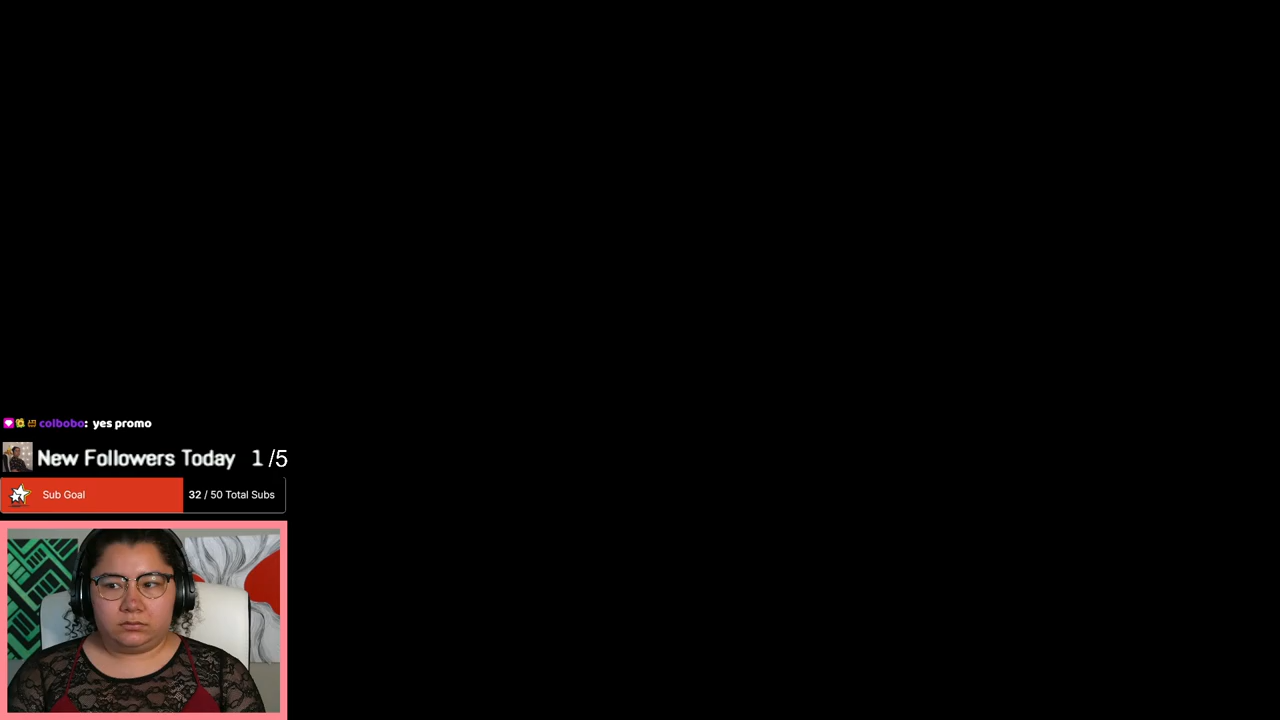 colbobo: yes promo
New Followers Today 1 /5
Sub Goal 32 / 50 Total Subs